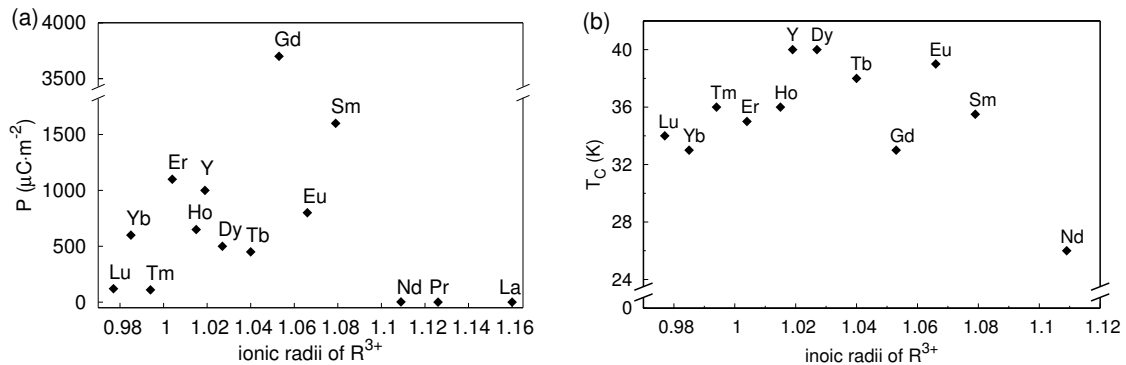 (a)
4000
3500
1500
1000
500
0
P (μC·m⁻²)
Gd
Sm
Er
Y
Yb
Ho
Eu
Dy
Tb
Lu
Tm
Nd
Pr
La
0.98
1
1.02
1.04
1.06
1.08
1.1
1.12
1.14
1.16
ionic radii of R³⁺
(b)
40
36
32
28
24
0
T_C (K)
Y
Dy
Eu
Tb
Tm
Ho
Sm
Er
Lu
Yb
Gd
Nd
0.98
1
1.02
1.04
1.06
1.08
1.1
1.12
inoic radii of R³⁺